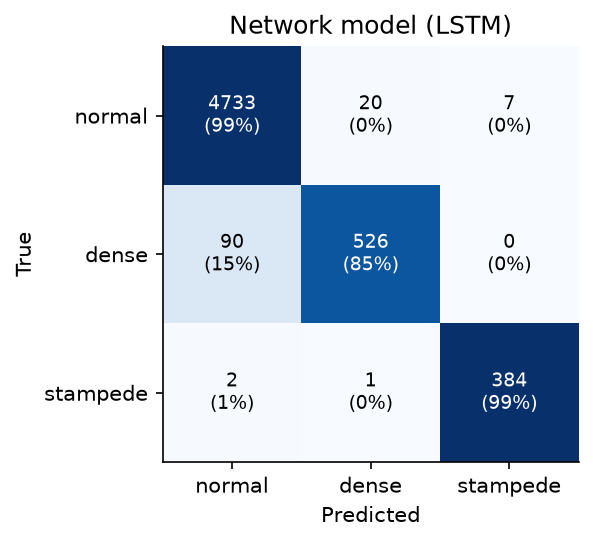 Network model (LSTM)
True
normal
4733
(99%)
20
(0%)
7
(0%)
dense
90
(15%)
526
(85%)
0
(0%)
stampede
2
(1%)
1
(0%)
384
(99%)
normal
dense
stampede
Predicted